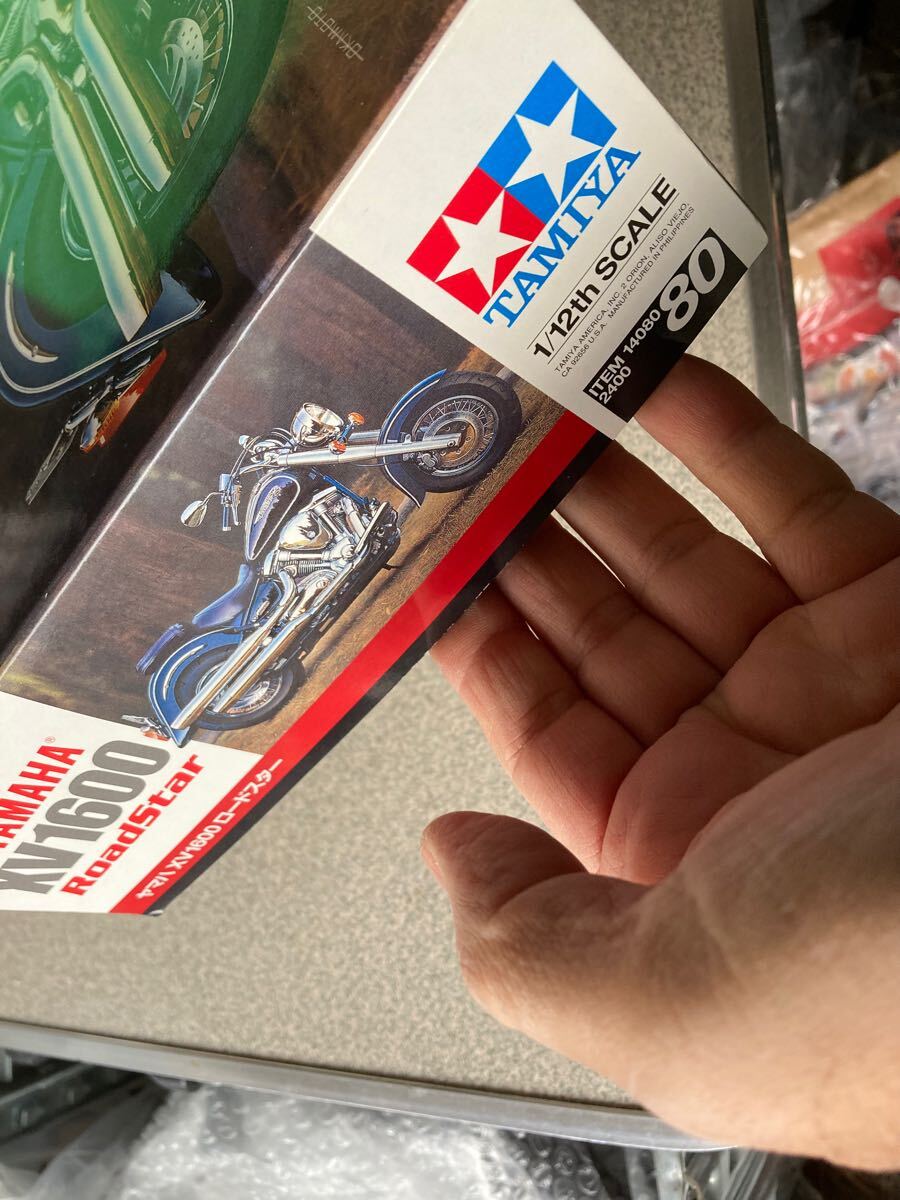 TAMIYA
1/12th SCALE
TAMIYA AMERICA, INC. 2 ORION, ALISO VIEJO,
CA 92656 U.S.A. MANUFACTURED IN PHILIPPINES
ITEM 14080
2400
80
YAMAHA®
XV1600
RoadStar
ヤマハ XV1600 ロードスター